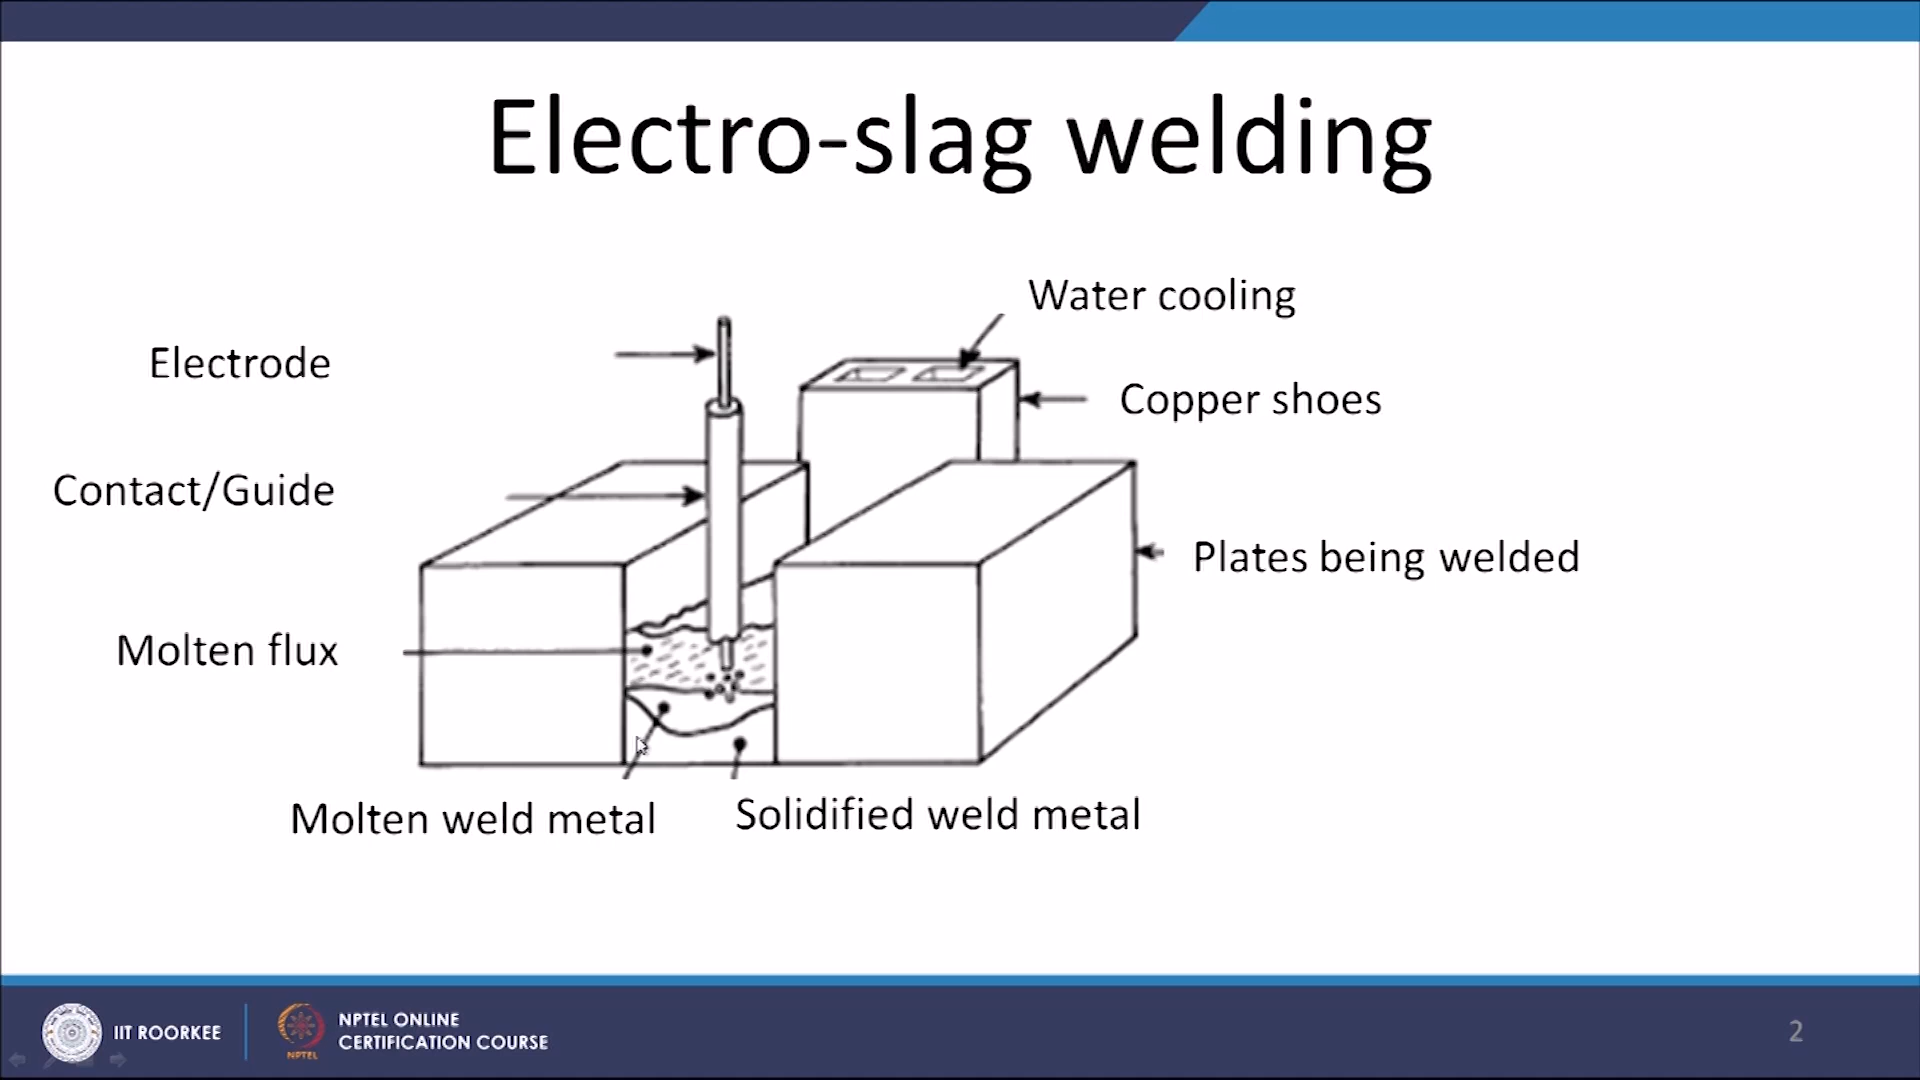 Electro-slag welding
Water cooling
Electrode
Copper shoes
Contact/Guide
Plates being welded
Molten flux
Molten weld metal
Solidified weld metal
IIT ROORKEE
NPTEL
NPTEL ONLINE
CERTIFICATION COURSE
2